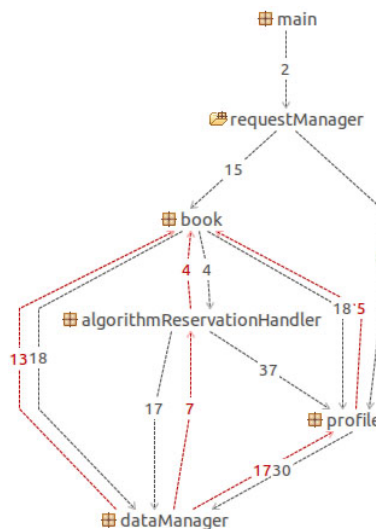 main
2
requestManager
15
book
4 4
18 5
13 18
algorithmReservationHandler
37
17 7
profile
17 30
dataManager